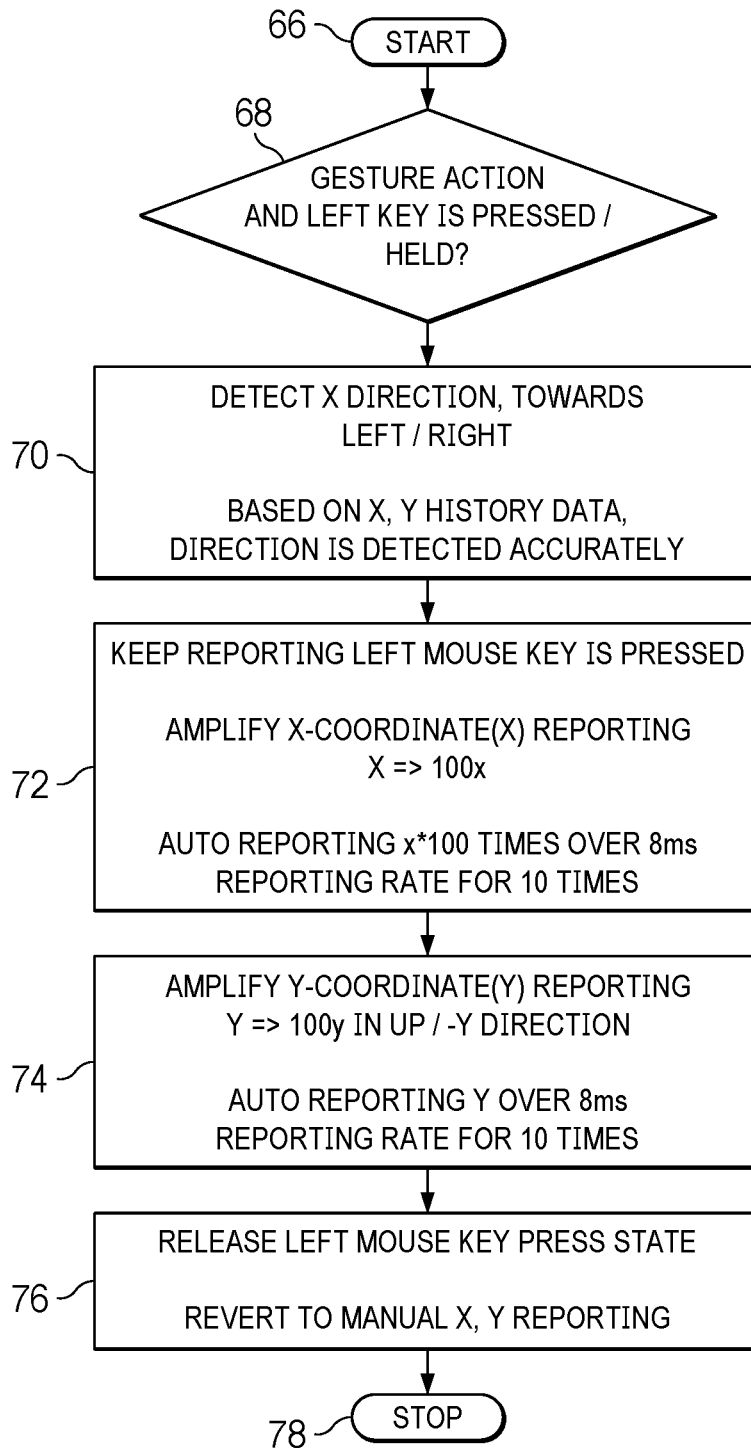 66
START
68
GESTURE ACTION
AND LEFT KEY IS PRESSED /
HELD?
70
DETECT X DIRECTION, TOWARDS
LEFT / RIGHT
BASED ON X, Y HISTORY DATA,
DIRECTION IS DETECTED ACCURATELY
72
KEEP REPORTING LEFT MOUSE KEY IS PRESSED
AMPLIFY X-COORDINATE(X) REPORTING
X => 100x
AUTO REPORTING x*100 TIMES OVER 8ms
REPORTING RATE FOR 10 TIMES
74
AMPLIFY Y-COORDINATE(Y) REPORTING
Y => 100y IN UP / -Y DIRECTION
AUTO REPORTING Y OVER 8ms
REPORTING RATE FOR 10 TIMES
76
RELEASE LEFT MOUSE KEY PRESS STATE
REVERT TO MANUAL X, Y REPORTING
78
STOP